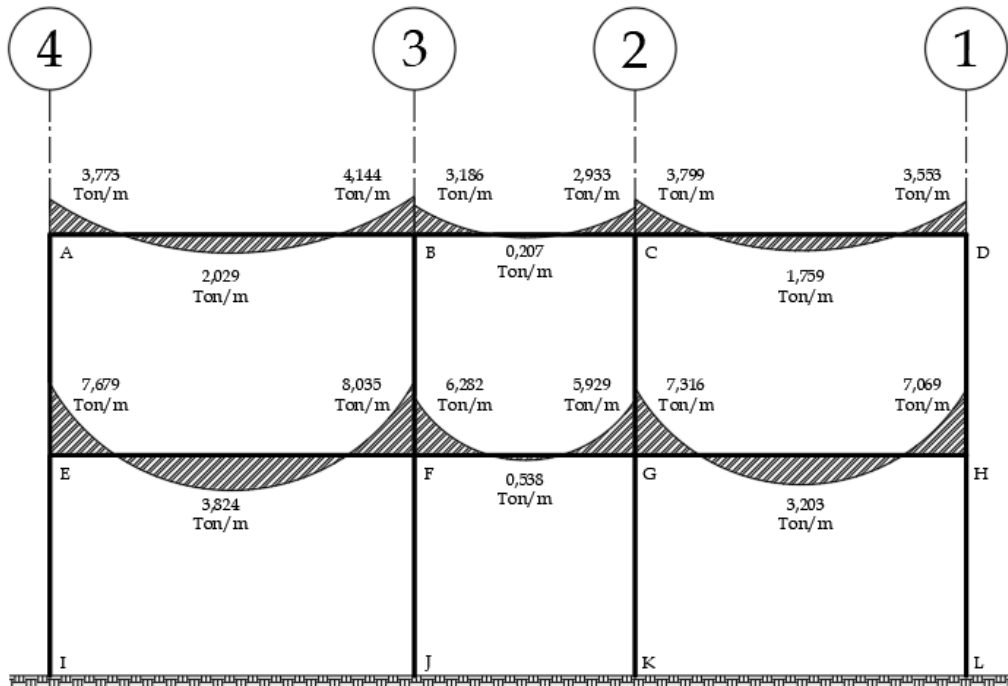 4 3 2 1
3,773 4,144 3,186 2,933 3,799 3,553
Ton/m Ton/m Ton/m Ton/m Ton/m Ton/m
A B C D
2,029 0,207 1,759
Ton/m Ton/m Ton/m
7,679 8,035 6,282 5,929 7,316 7,069
Ton/m Ton/m Ton/m Ton/m Ton/m Ton/m
E F G H
3,824 0,538 3,203
Ton/m Ton/m Ton/m
I J K L